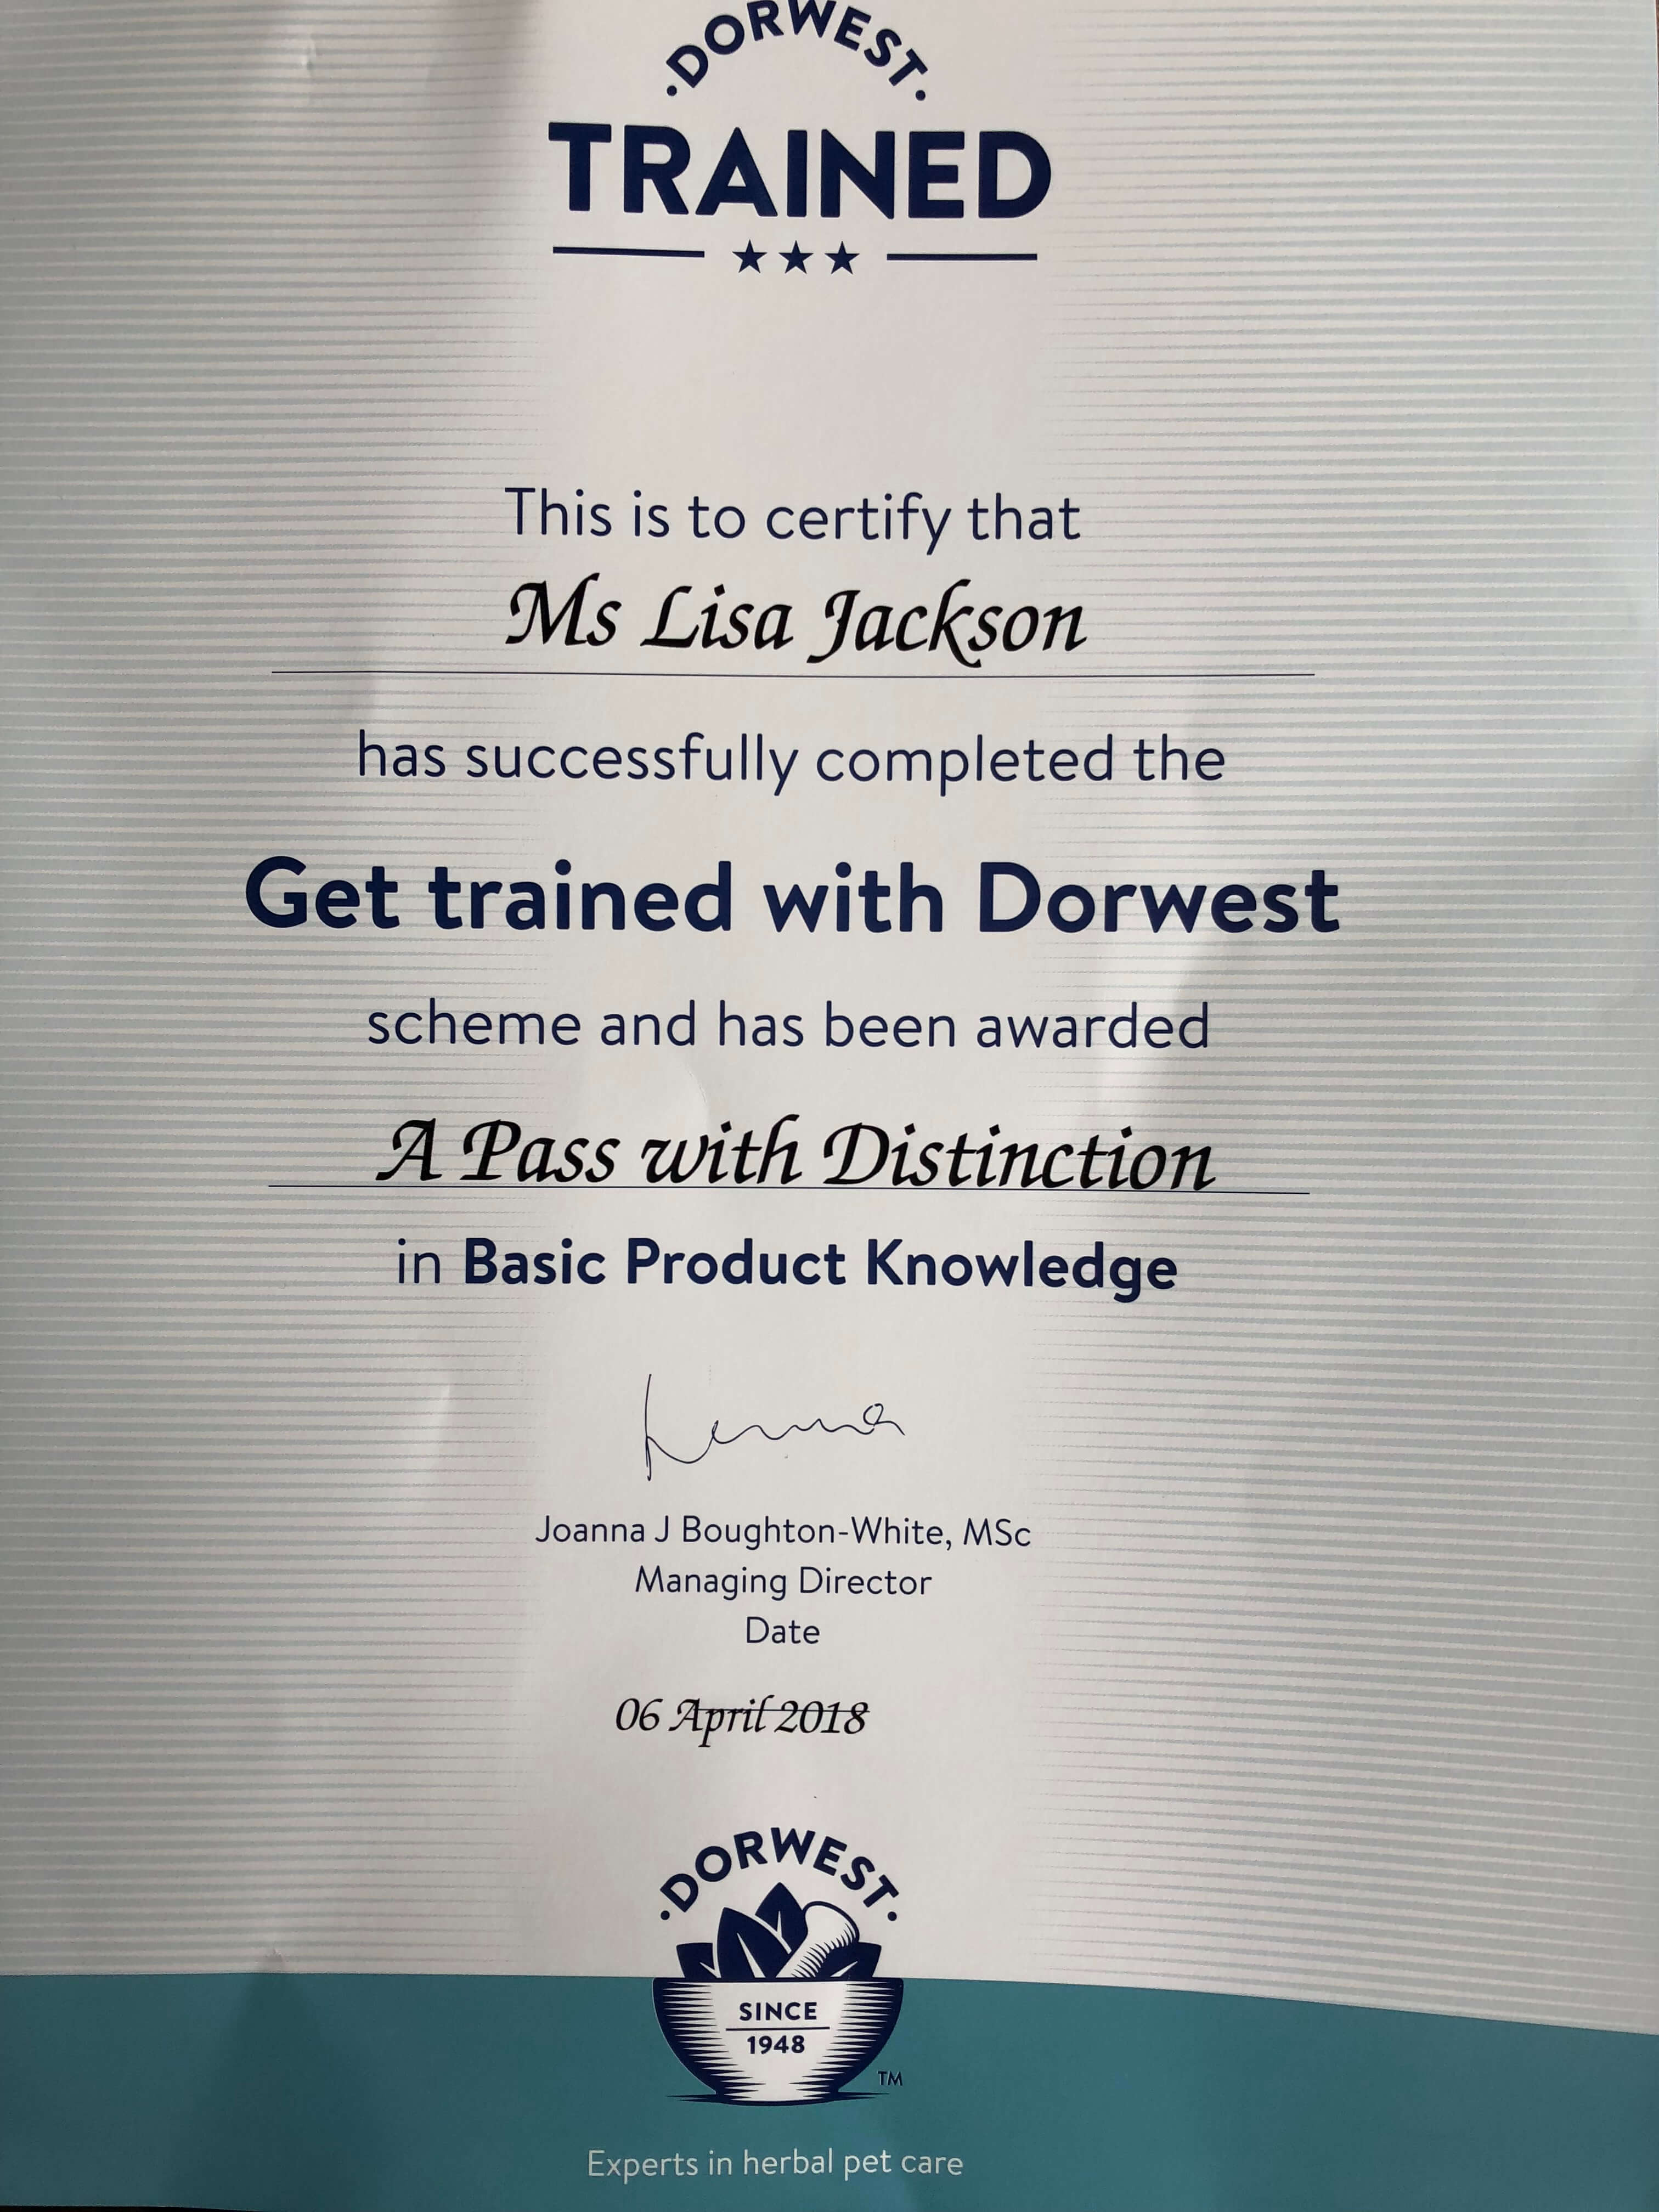 ·DORWEST·
TRAINED
This is to certify that
Ms Lisa Jackson
has successfully completed the
Get trained with Dorwest
scheme and has been awarded
A Pass with Distinction
in Basic Product Knowledge
Joanna J Boughton-White, MSc
Managing Director
Date
06 April 2018
·DORWEST·
SINCE
1948
TM
Experts in herbal pet care